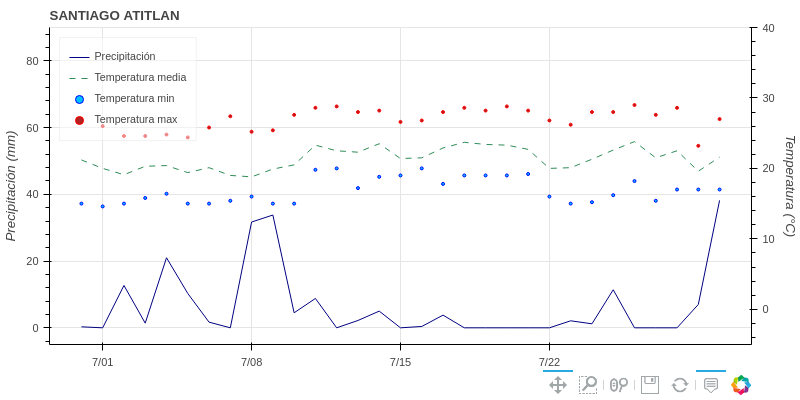 SANTIAGO ATITLAN
Precipitación
Temperatura media
Temperatura min
Temperatura max
Precipitación (mm)
80
60
40
20
0
40
30
20
10
0
Temperatura (°C)
7/01
7/08
7/15
7/22